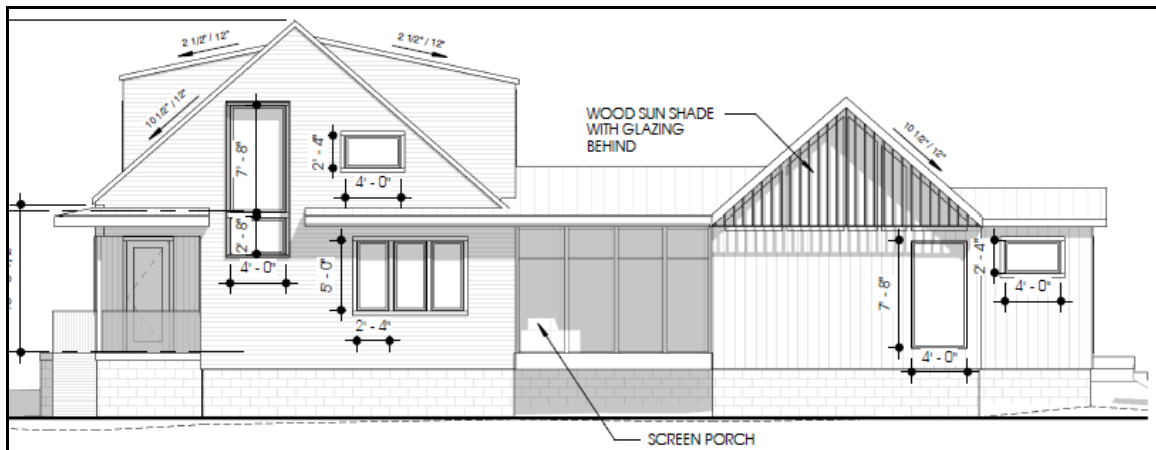 2 1/2" / 12"
2 1/2" / 12"
10 1/2" / 12"
7' - 8"
2' - 4"
4' - 0"
WOOD SUN SHADE
WITH GLAZING
BEHIND
10 1/2" / 12"
2' - 8"
4' - 0"
5' - 0"
2' - 4"
7' - 8"
4' - 0"
2' - 4"
4' - 0"
SCREEN PORCH